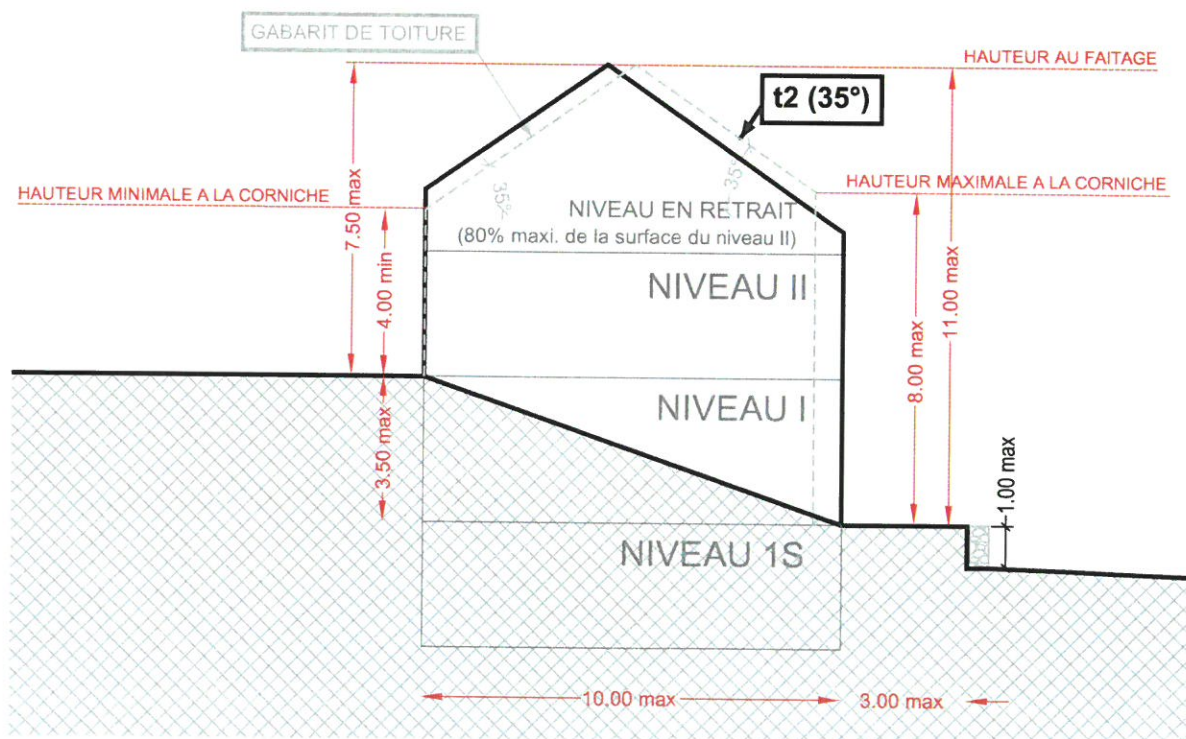 GABARIT DE TOITURE
HAUTEUR AU FAITAGE
t2 (35°)
35°
35°
HAUTEUR MINIMALE A LA CORNICHE
HAUTEUR MAXIMALE A LA CORNICHE
7.50 max
4.00 min
NIVEAU EN RETRAIT
(80% maxi. de la surface du niveau II)
NIVEAU II
8.00 max
11.00 max
NIVEAU I
3.50 max
1.00 max
NIVEAU 1S
10.00 max
3.00 max